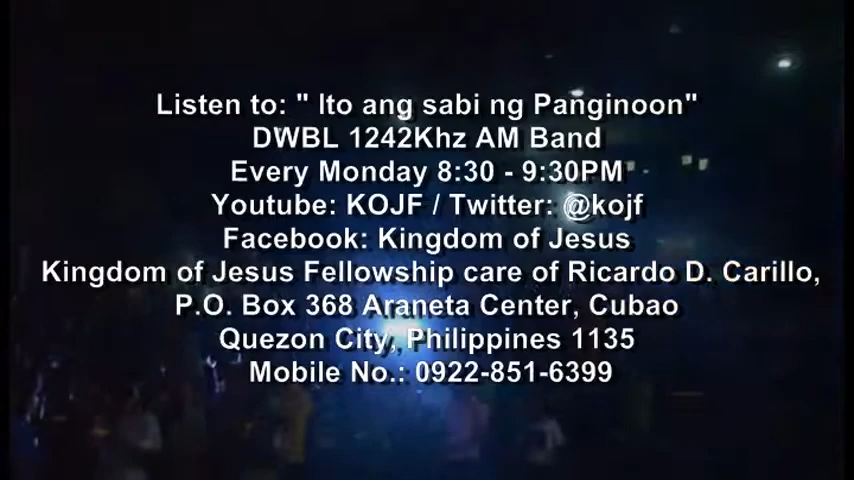 Listen to: " Ito ang sabi ng Panginoon"
DWBL 1242Khz AM Band
Every Monday 8:30 - 9:30PM
Youtube: KOJF / Twitter: @kojf
Facebook: Kingdom of Jesus
Kingdom of Jesus Fellowship care of Ricardo D. Carillo,
P.O. Box 368 Araneta Center, Cubao
Quezon City, Philippines 1135
Mobile No.: 0922-851-6399